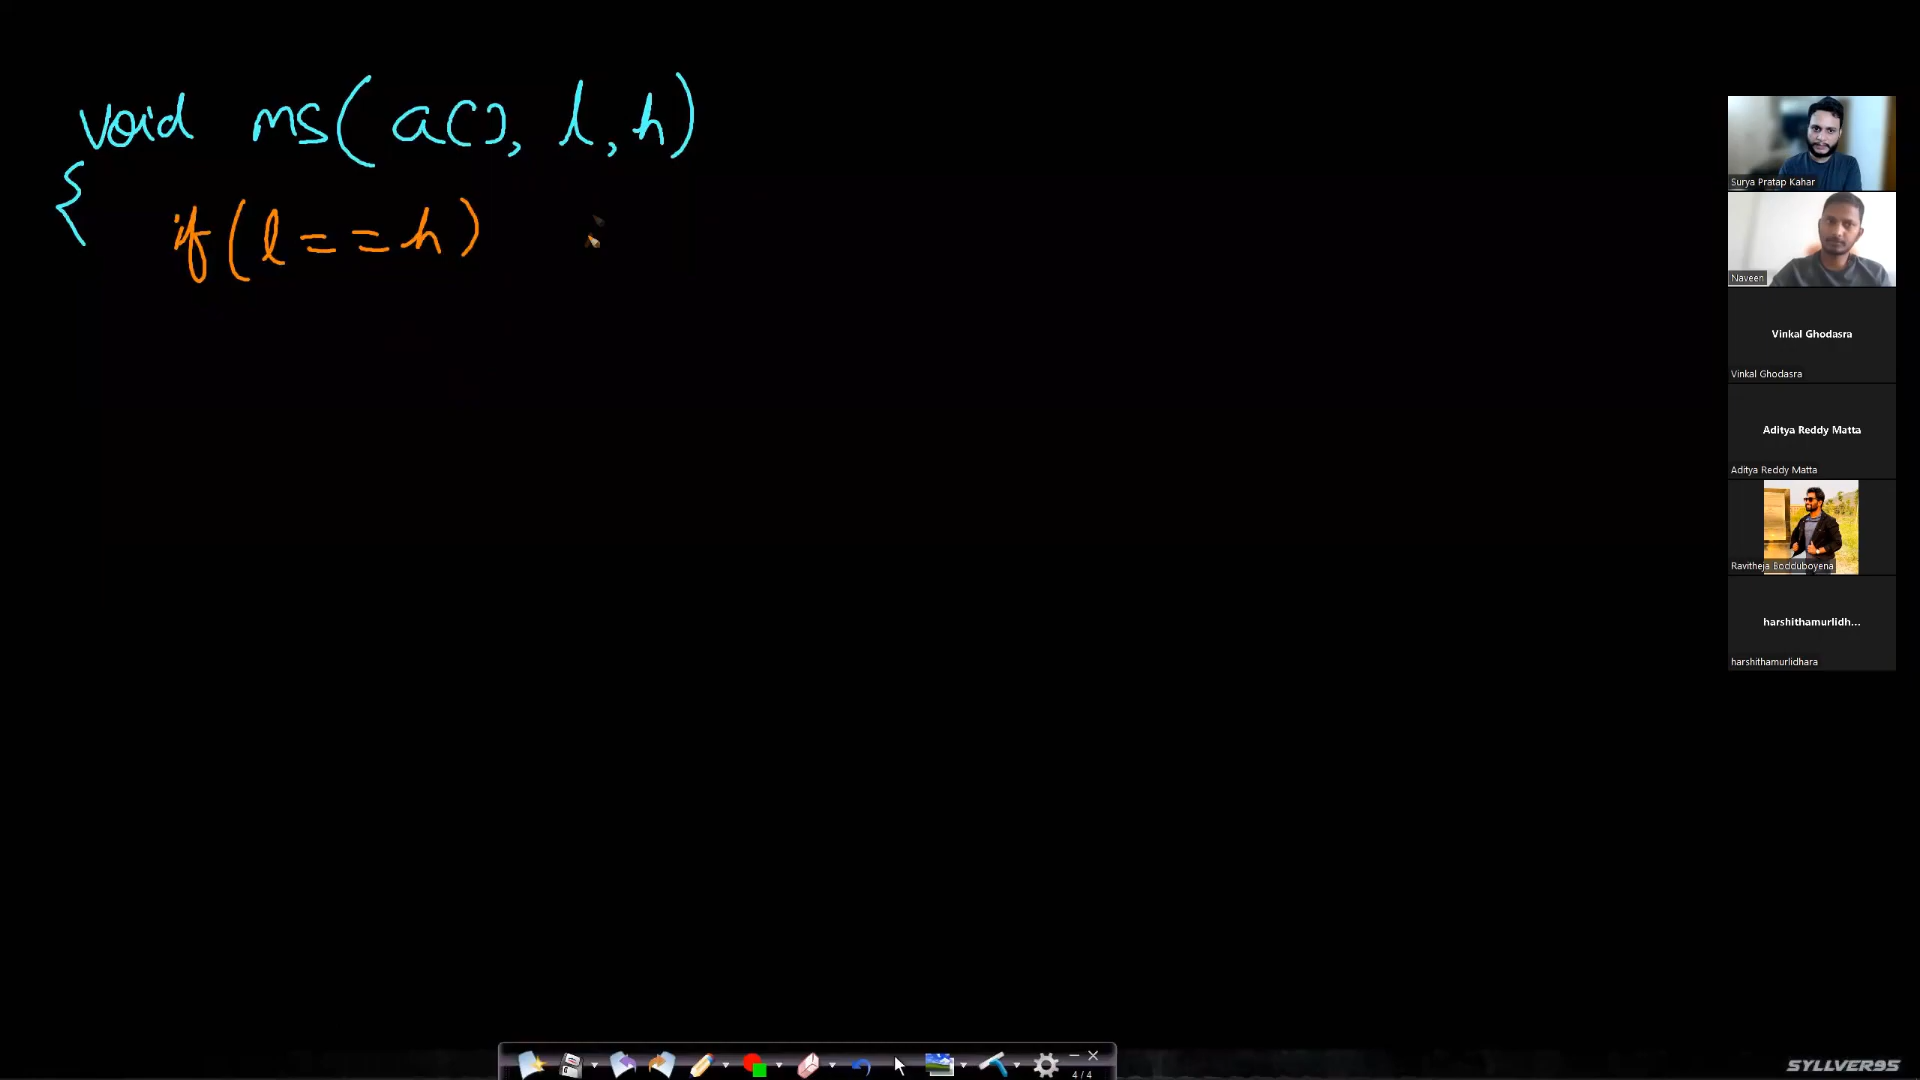 void ms(a[], l, h)
{
if(l==h)
Surya Pratap Kahar
Naveen
Vinkal Ghodasra
Vinkal Ghodasra
Aditya Reddy Matta
Aditya Reddy Matta
Ravitheja Bodduboyena
harshithamurlidh...
harshithamurlidhara
4/4
SYLLVER95